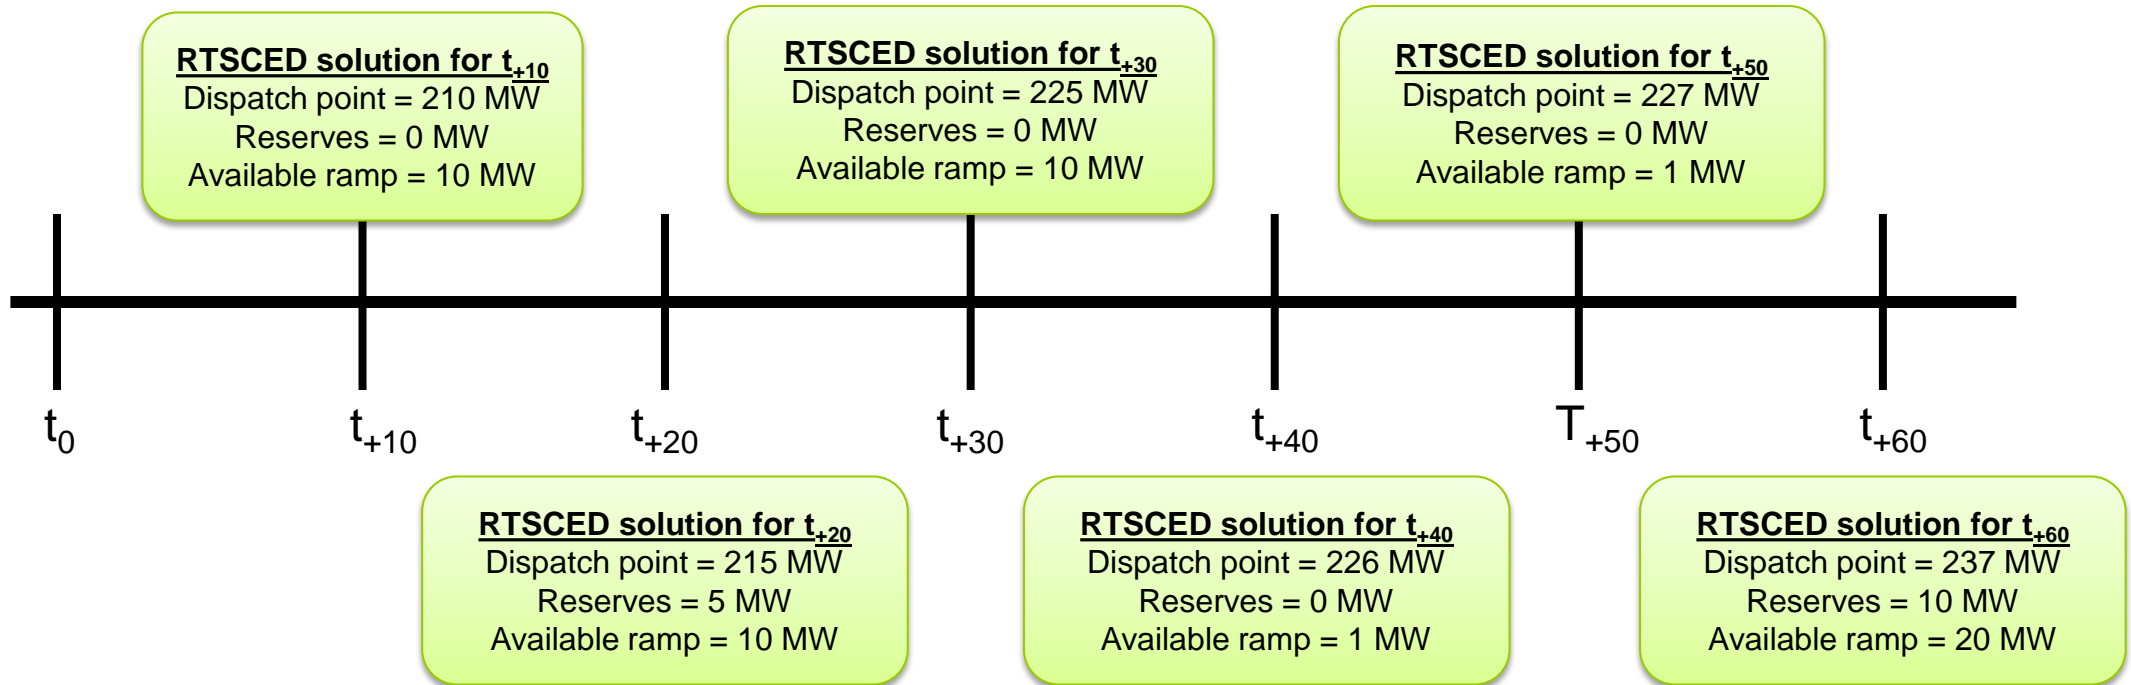 RTSCED solution for t+10
Dispatch point = 210 MW
Reserves = 0 MW
Available ramp = 10 MW
RTSCED solution for t+30
Dispatch point = 225 MW
Reserves = 0 MW
Available ramp = 10 MW
RTSCED solution for t+50
Dispatch point = 227 MW
Reserves = 0 MW
Available ramp = 1 MW
t0
t+10
t+20
t+30
t+40
T+50
t+60
RTSCED solution for t+20
Dispatch point = 215 MW
Reserves = 5 MW
Available ramp = 10 MW
RTSCED solution for t+40
Dispatch point = 226 MW
Reserves = 0 MW
Available ramp = 1 MW
RTSCED solution for t+60
Dispatch point = 237 MW
Reserves = 10 MW
Available ramp = 20 MW